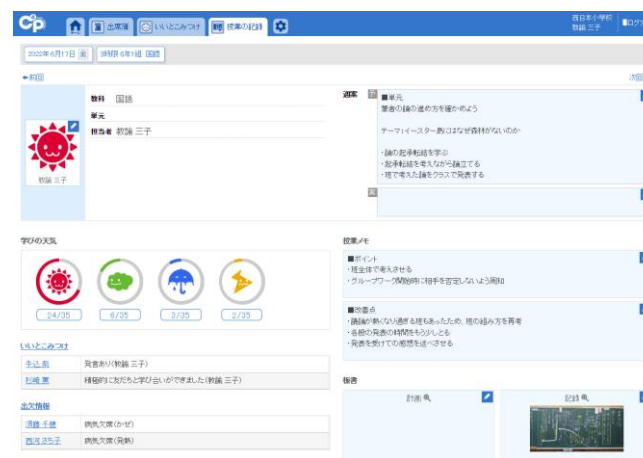 C³p
出席簿
いいとこみつけ
授業の記録
西日本小学校
教諭 三子
2022年6月17日 金
3時限 6年1組 国語
前回
教科 国語
単元
担当者 教諭 三子
教諭 三子
週案
予
■単元
筆者の論の進め方を確かめよう
テーマ:イースター島にはなぜ森林がないのか
・論の起承転結を学ぶ
・起承転結を考えながら論立てる
・班で考えた論をクラスで発表する
学びの天気
24/35
6/35
3/35
2/35
授業メモ
■ポイント
・班全体で考えさせる
・グループワーク開始時に相手を否定しないよう周知
■改善点
・議論が熱くなり過ぎる班もあったため、班の組み方を再考
・各班の発表の時間をもう少しとる
・発表を受けての感想を述べさせる
いいとこみつけ
発言あり(教諭 三子)
積極的に友だちと学び合いができました(教諭 三子)
出欠情報
須藤 千穂 病気欠席(かぜ)
西河 さち子 病気欠席(発熱)
板書
計画
記録